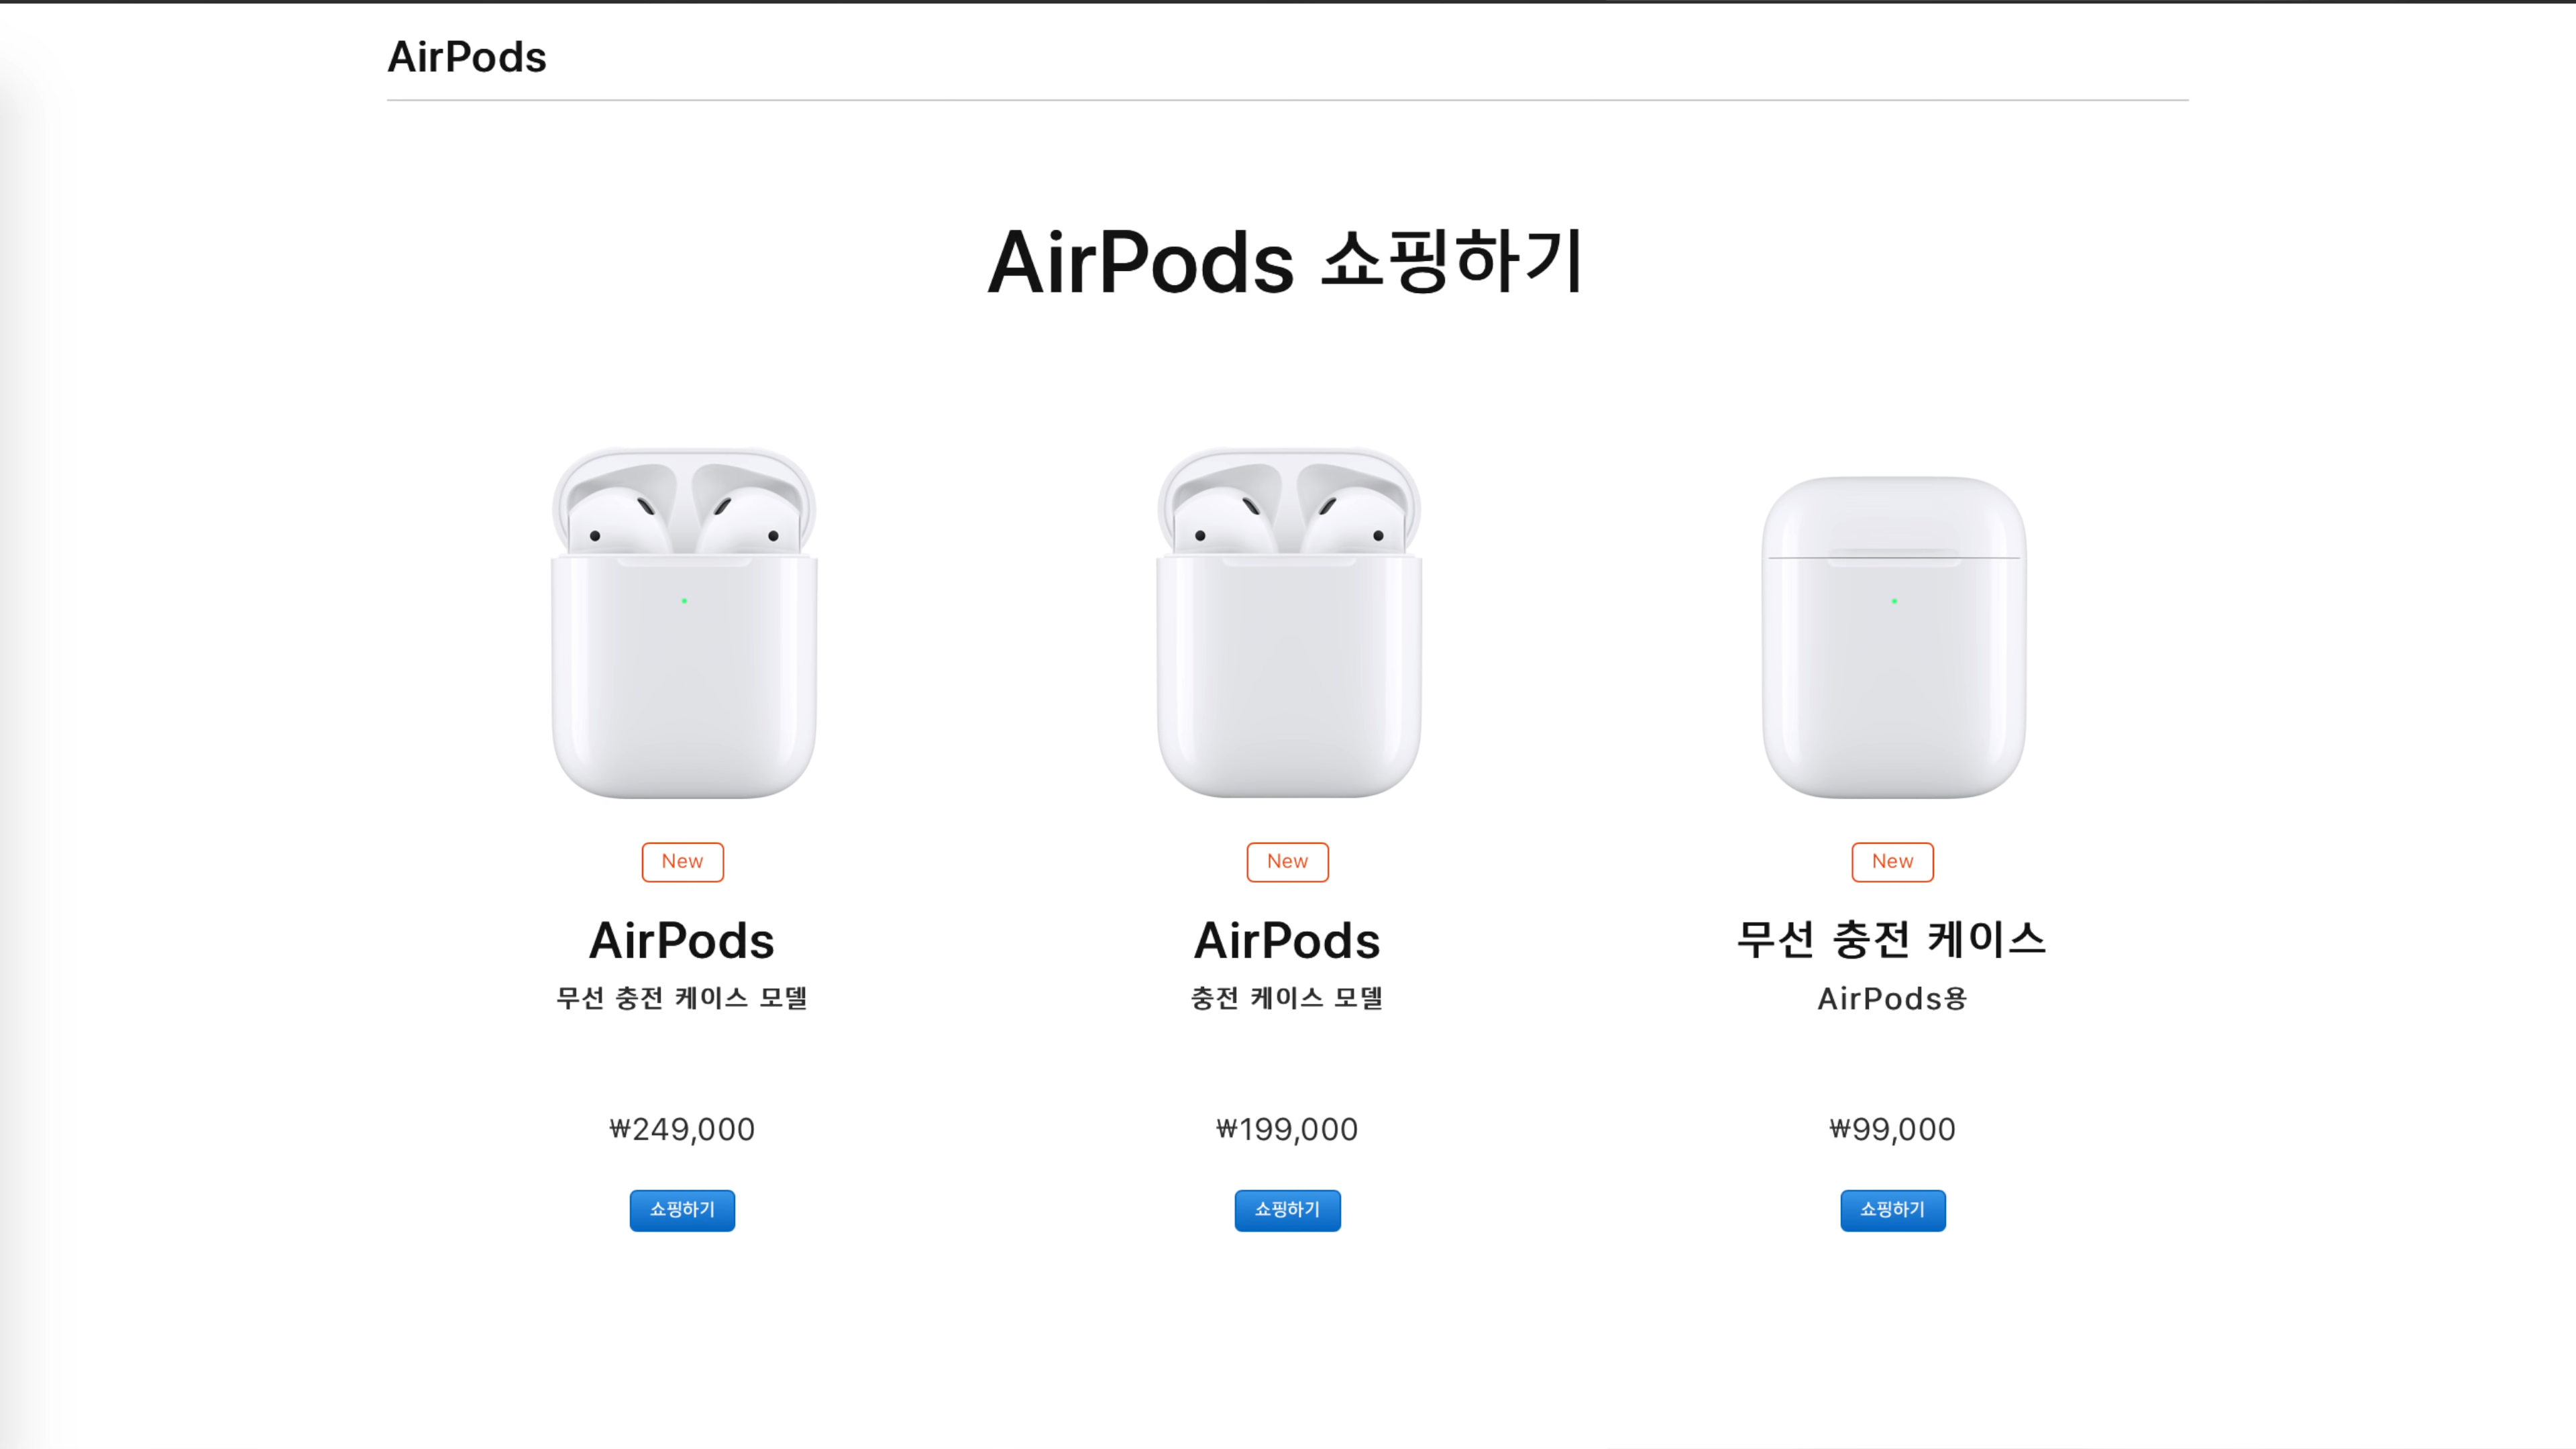 AirPods
AirPods 쇼핑하기
New
AirPods
무선 충전 케이스 모델
₩249,000
쇼핑하기
New
AirPods
충전 케이스 모델
₩199,000
쇼핑하기
New
무선 충전 케이스
AirPods용
₩99,000
쇼핑하기